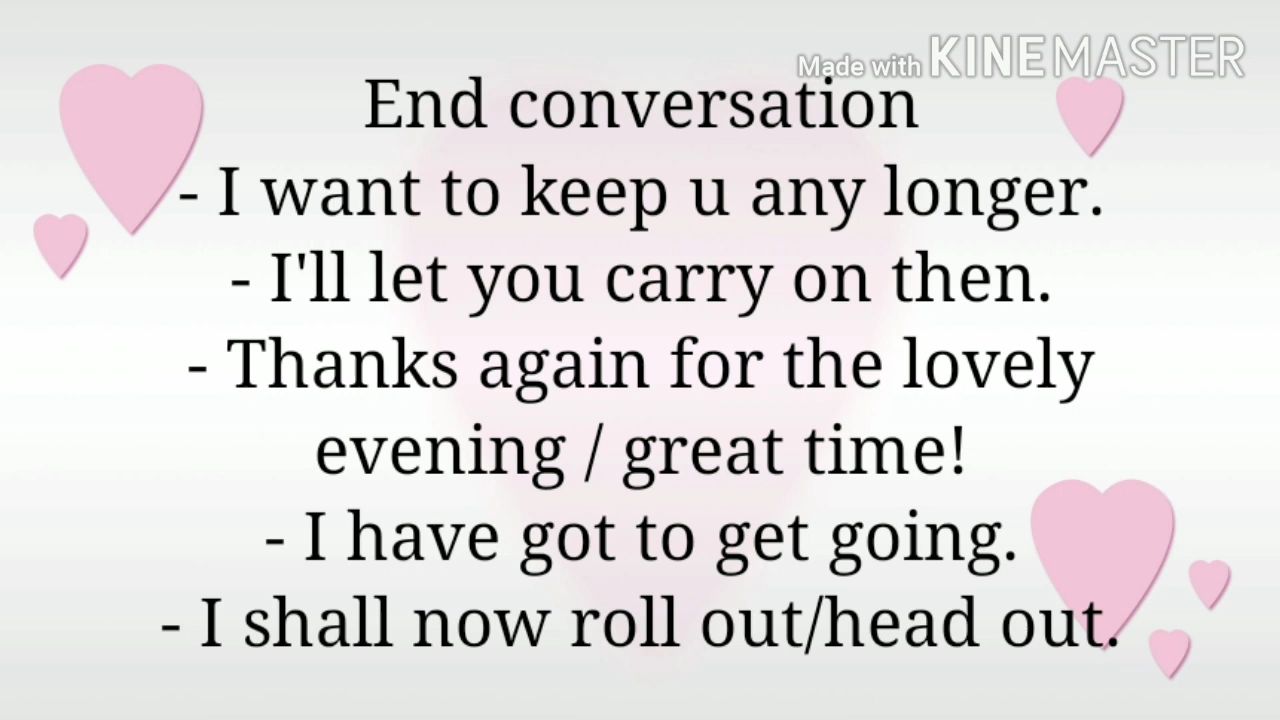 Made with KINEMASTER
End conversation
- I want to keep u any longer.
- I'll let you carry on then.
- Thanks again for the lovely
evening / great time!
- I have got to get going.
- I shall now roll out/head out.